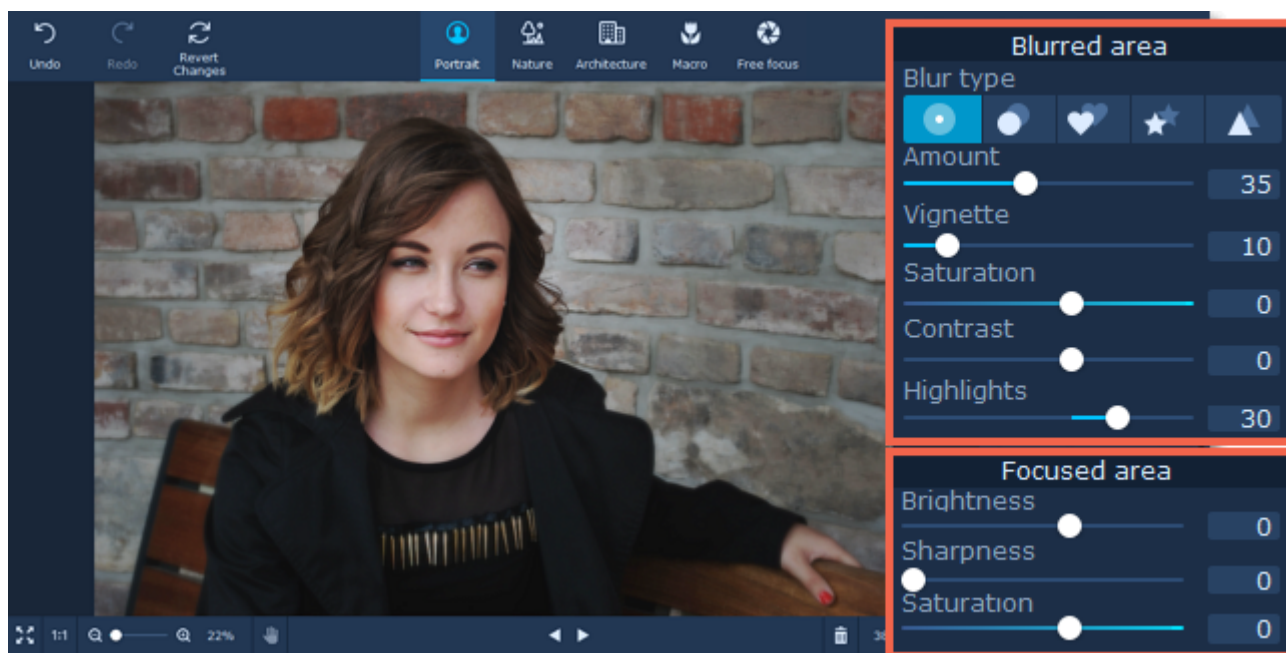 Undo
Redo
Revert
Changes
Portrait
Nature
Architecture
Macro
Free focus
Blurred area
Blur type
Amount
35
Vignette
10
Saturation
0
Contrast
0
Highlights
30
Focused area
Brightness
0
Sharpness
0
Saturation
0
1:1
22%